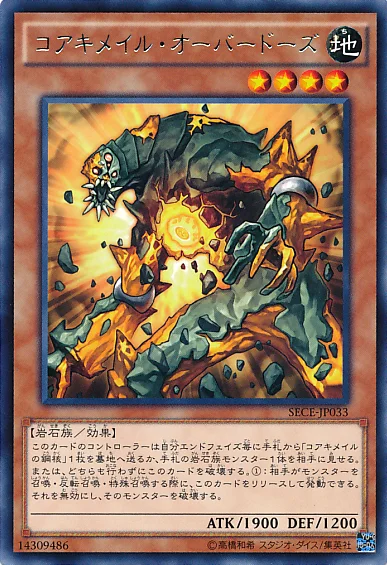 コアキメイル・オーバードーズ
地
SECE-JP033
【岩石族/効果】
このカードのコントローラーは自分エンドフェイズ毎に手札から「コアキメイル
の鋼核」1枚を墓地へ送るか、手札の岩石族モンスター1体を相手に見せる。
または、どちらも行わずにこのカードを破壊する。①:相手がモンスターを
召喚・反転召喚・特殊召喚する際に、このカードをリリースして発動できる。
それを無効にし、そのモンスターを破壊する。
ATK/1900 DEF/1200
14309486
©高橋和希 スタジオ・ダイス/集英社